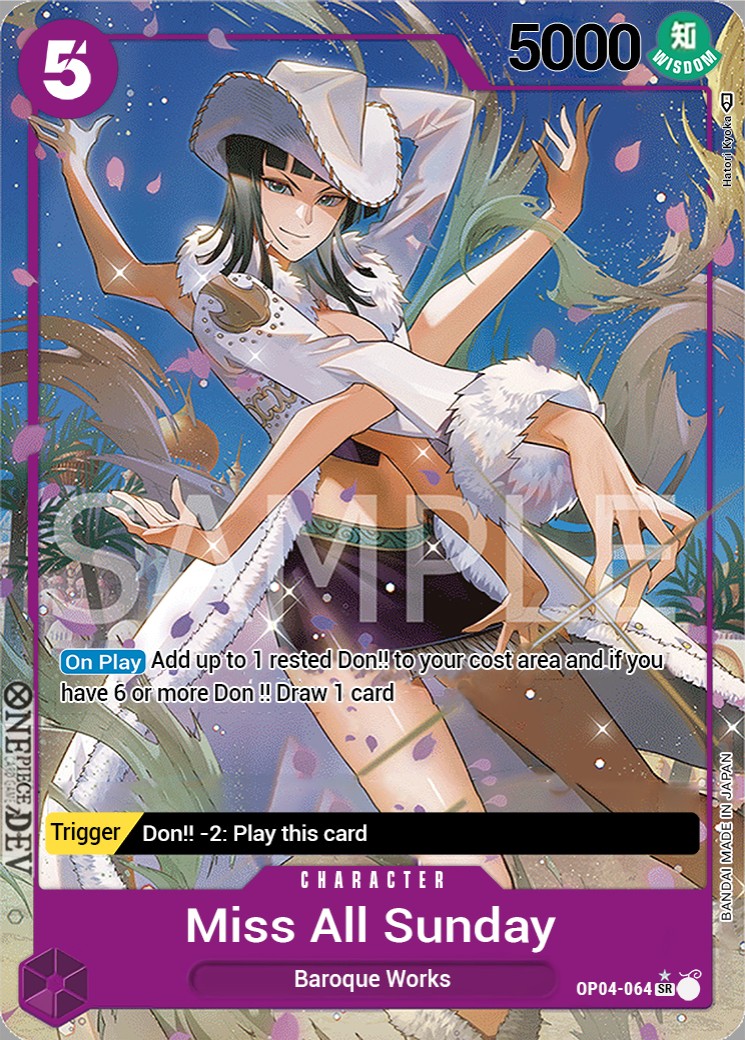 5
5000
知
WISDOM
Hatori Kyoka
SAMPLE
On Play Add up to 1 rested Don!! to your cost area and if you
have 6 or more Don !! Draw 1 card
ONE PIECE DEV
Trigger Don!! -2: Play this card
BANDAI MADE IN JAPAN
CHARACTER
Miss All Sunday
Baroque Works
OP04-064 SR